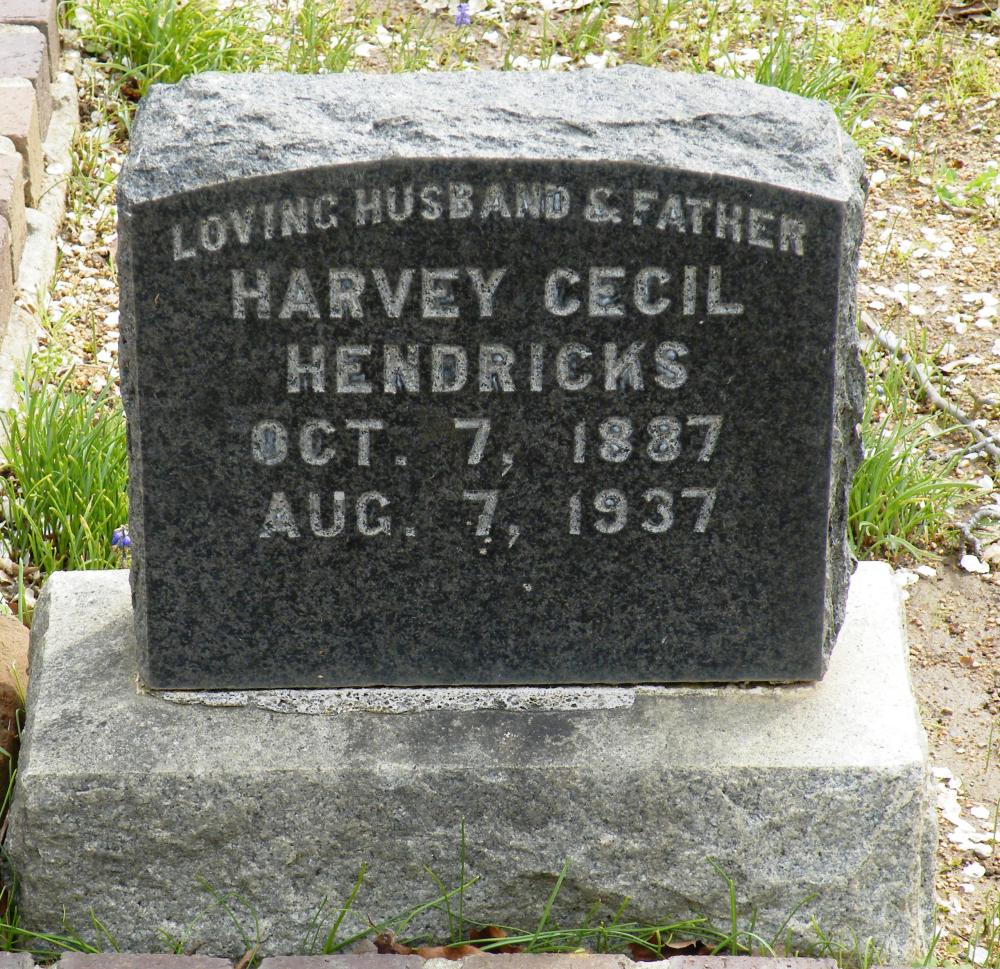 LOVING HUSBAND & FATHER
HARVEY CECIL
HENDRICKS
OCT. 7, 1887
AUG. 7, 1937